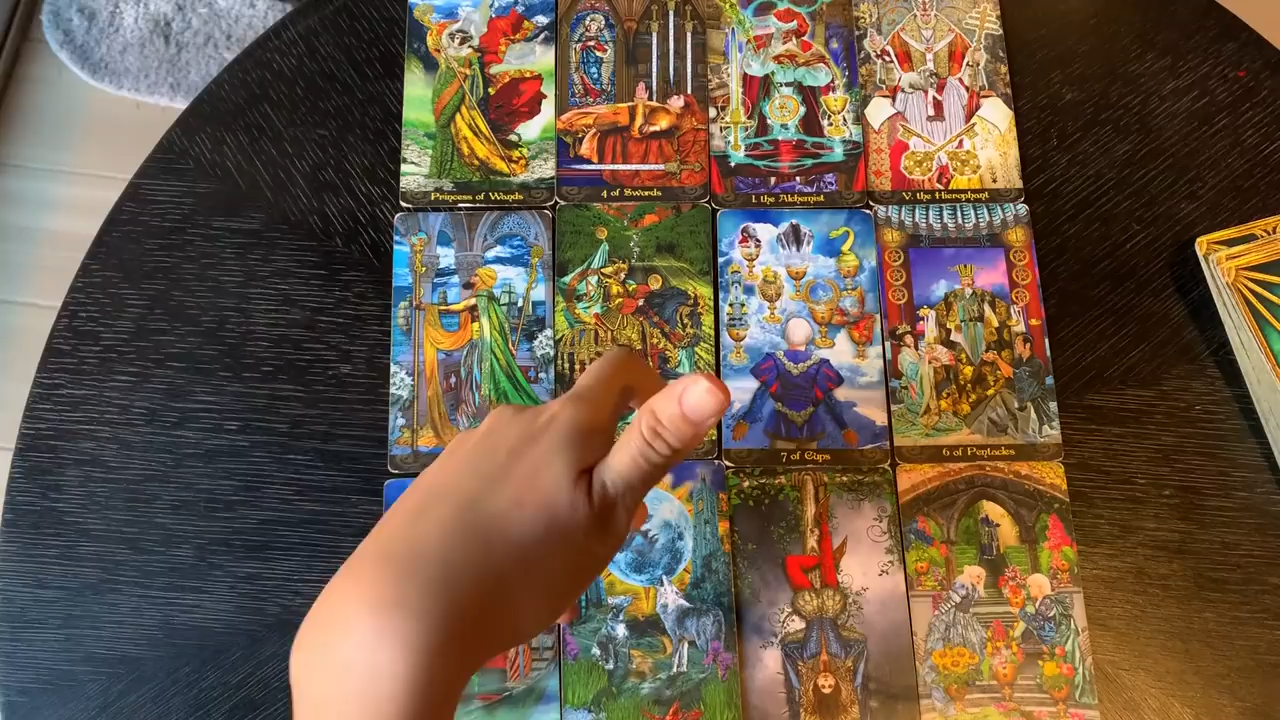 Princess of Wands
4 of Swords
I. the Alchemist
V. the Hierophant
7 of Cups
6 of Pentacles